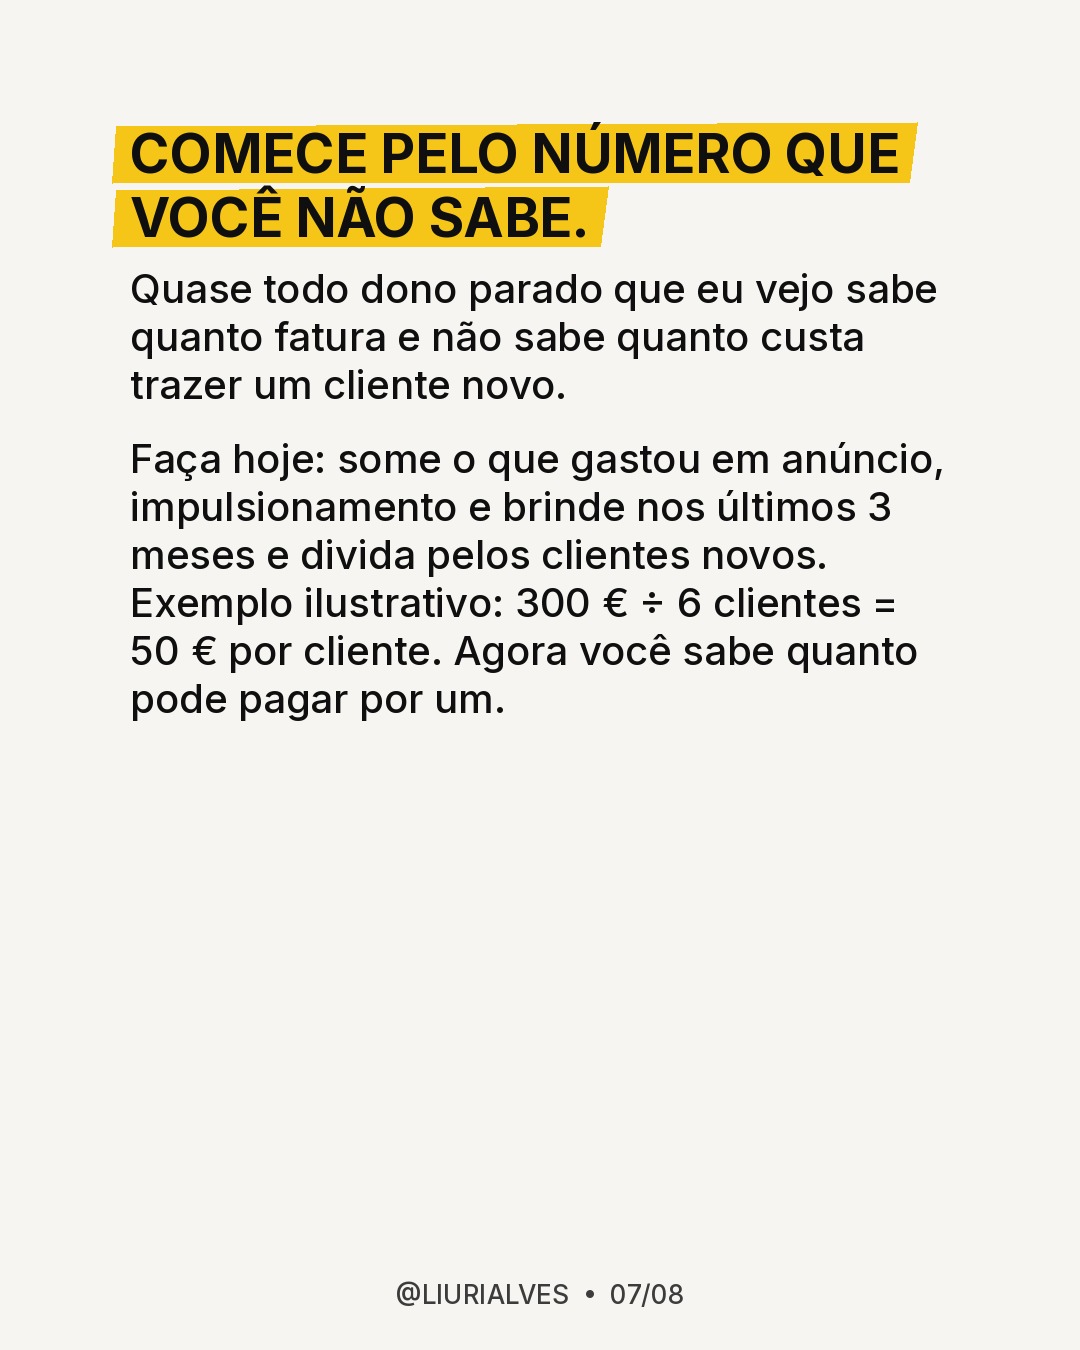 COMECE PELO NÚMERO QUE
VOCÊ NÃO SABE.
Quase todo dono parado que eu vejo sabe
quanto fatura e não sabe quanto custa
trazer um cliente novo.
Faça hoje: some o que gastou em anúncio,
impulsionamento e brinde nos últimos 3
meses e divida pelos clientes novos.
Exemplo ilustrativo: 300 € ÷ 6 clientes =
50 € por cliente. Agora você sabe quanto
pode pagar por um.
@LIURIALVES • 07/08